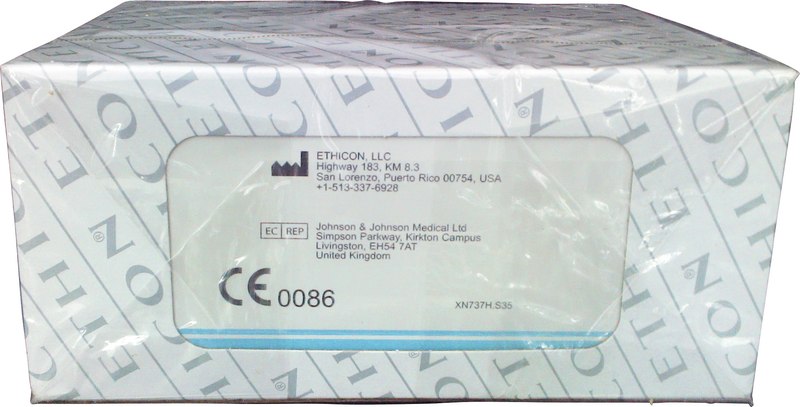 ETHICON, LLC
Highway 183, KM 8.3
San Lorenzo, Puerto Rico 00754, USA
+1-513-337-6928
EC REP
Johnson & Johnson Medical Ltd
Simpson Parkway, Kirkton Campus
Livingston, EH54 7AT
United Kingdom
CE 0086
XN737H.S35
ETHICON®